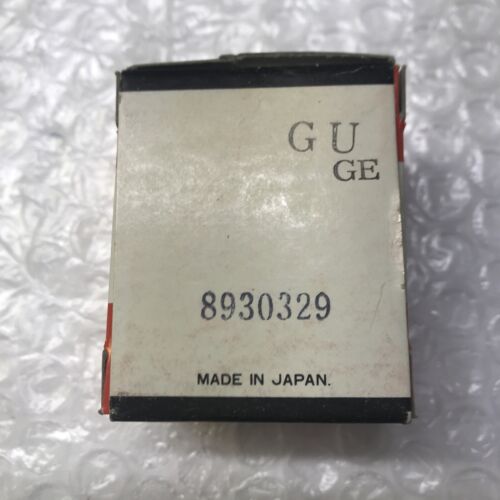 G U
GE
8930329
MADE IN JAPAN.